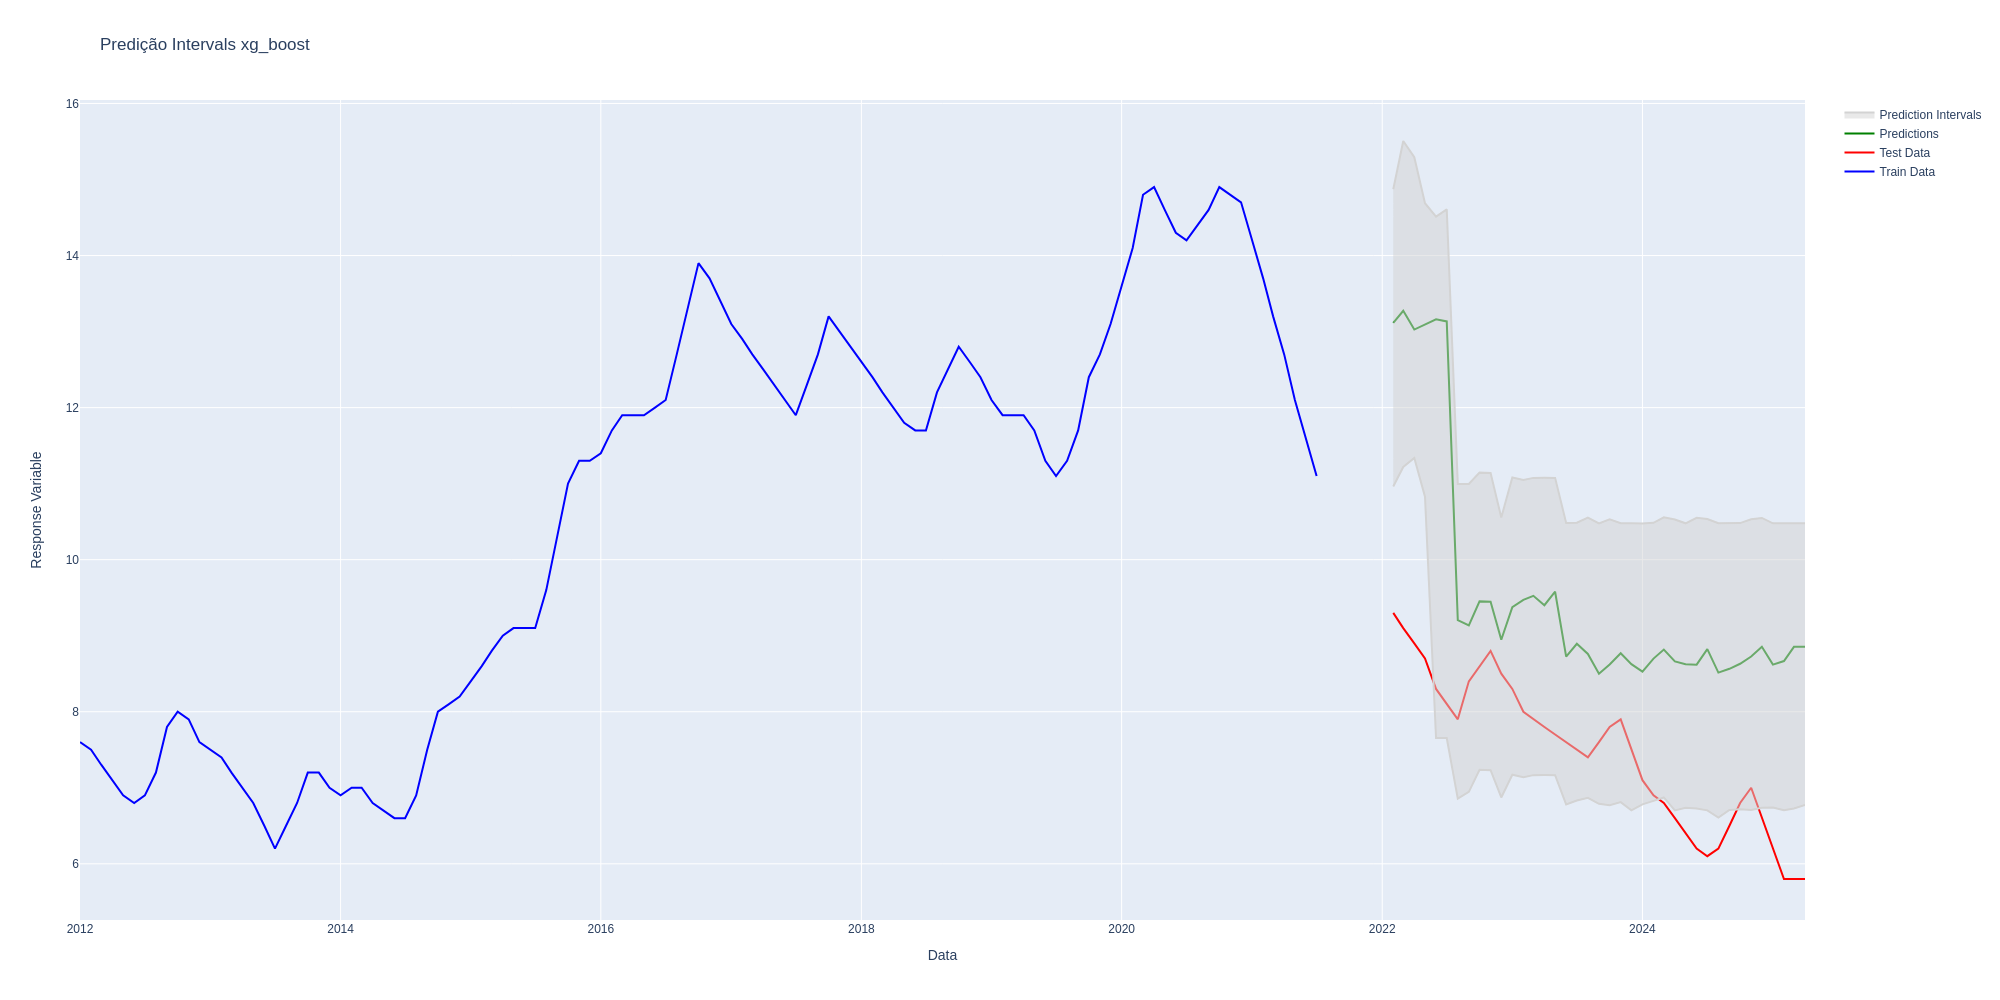 Predição Intervals xg_boost
16
14
12
10
8
6
Response Variable
2012
2014
2016
2018
2020
2022
2024
Data
Prediction Intervals
Predictions
Test Data
Train Data